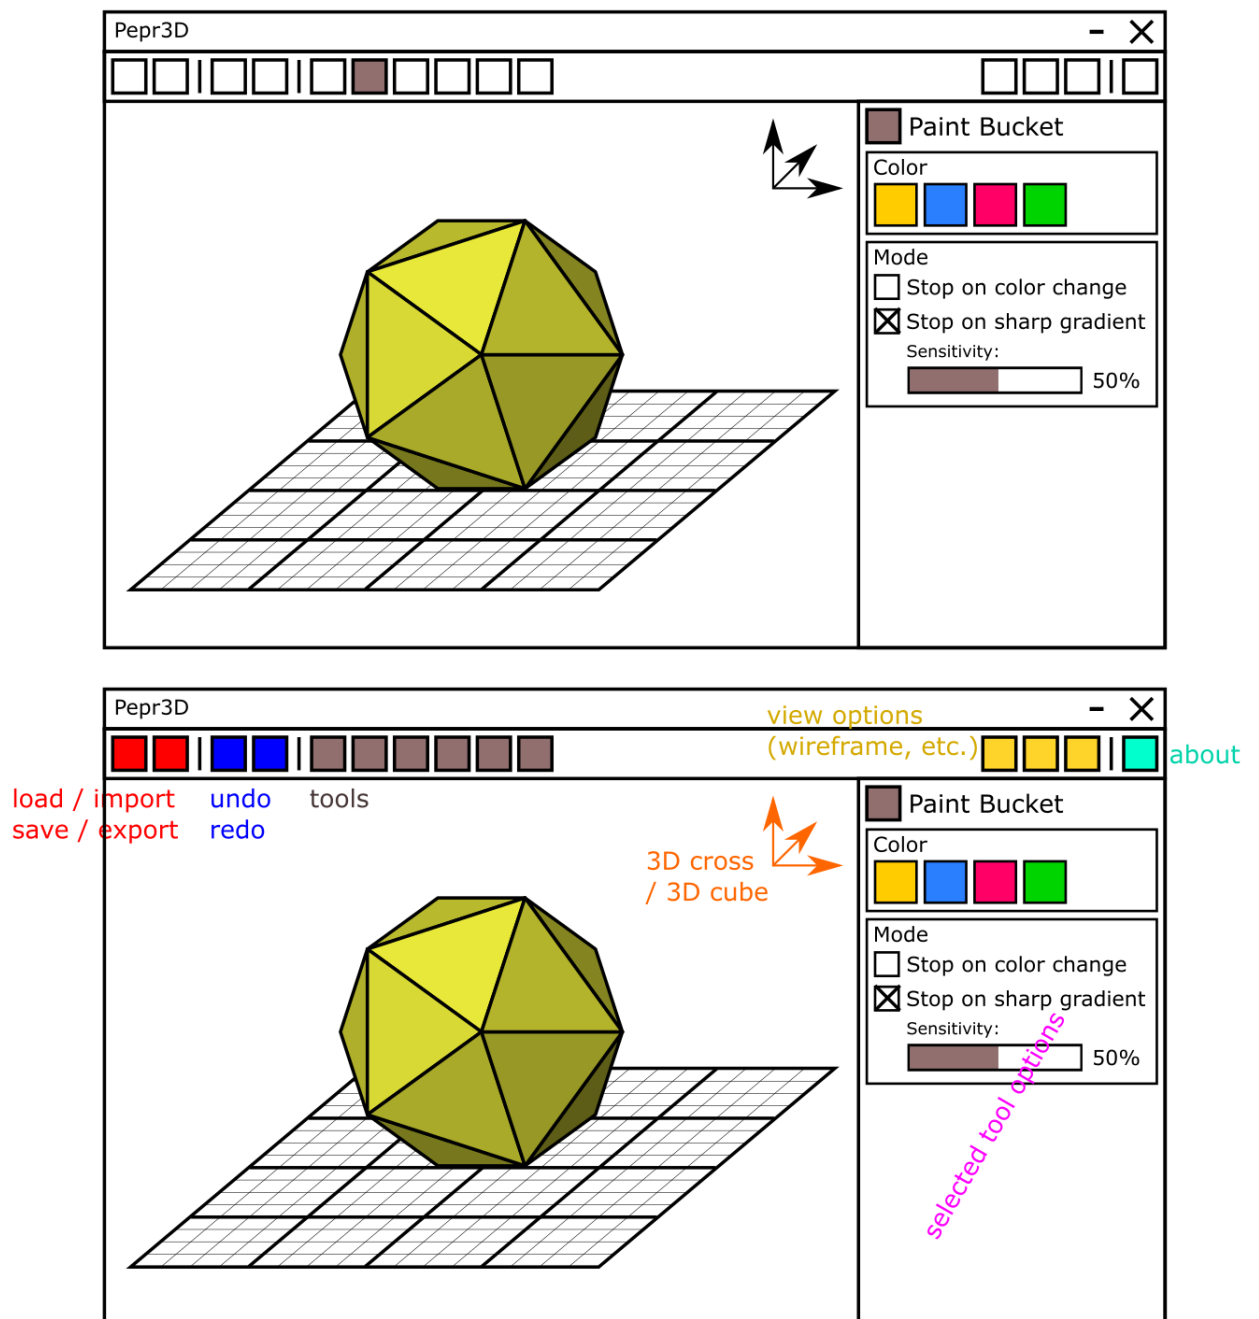 Pepr3D
Paint Bucket
Color
Mode
Stop on color change
Stop on sharp gradient
Sensitivity:
50%
Pepr3D
view options
(wireframe, etc.)
about
load / import
save / export
undo
redo
tools
3D cross
/ 3D cube
Paint Bucket
Color
Mode
Stop on color change
Stop on sharp gradient
Sensitivity:
50%
selected tool options